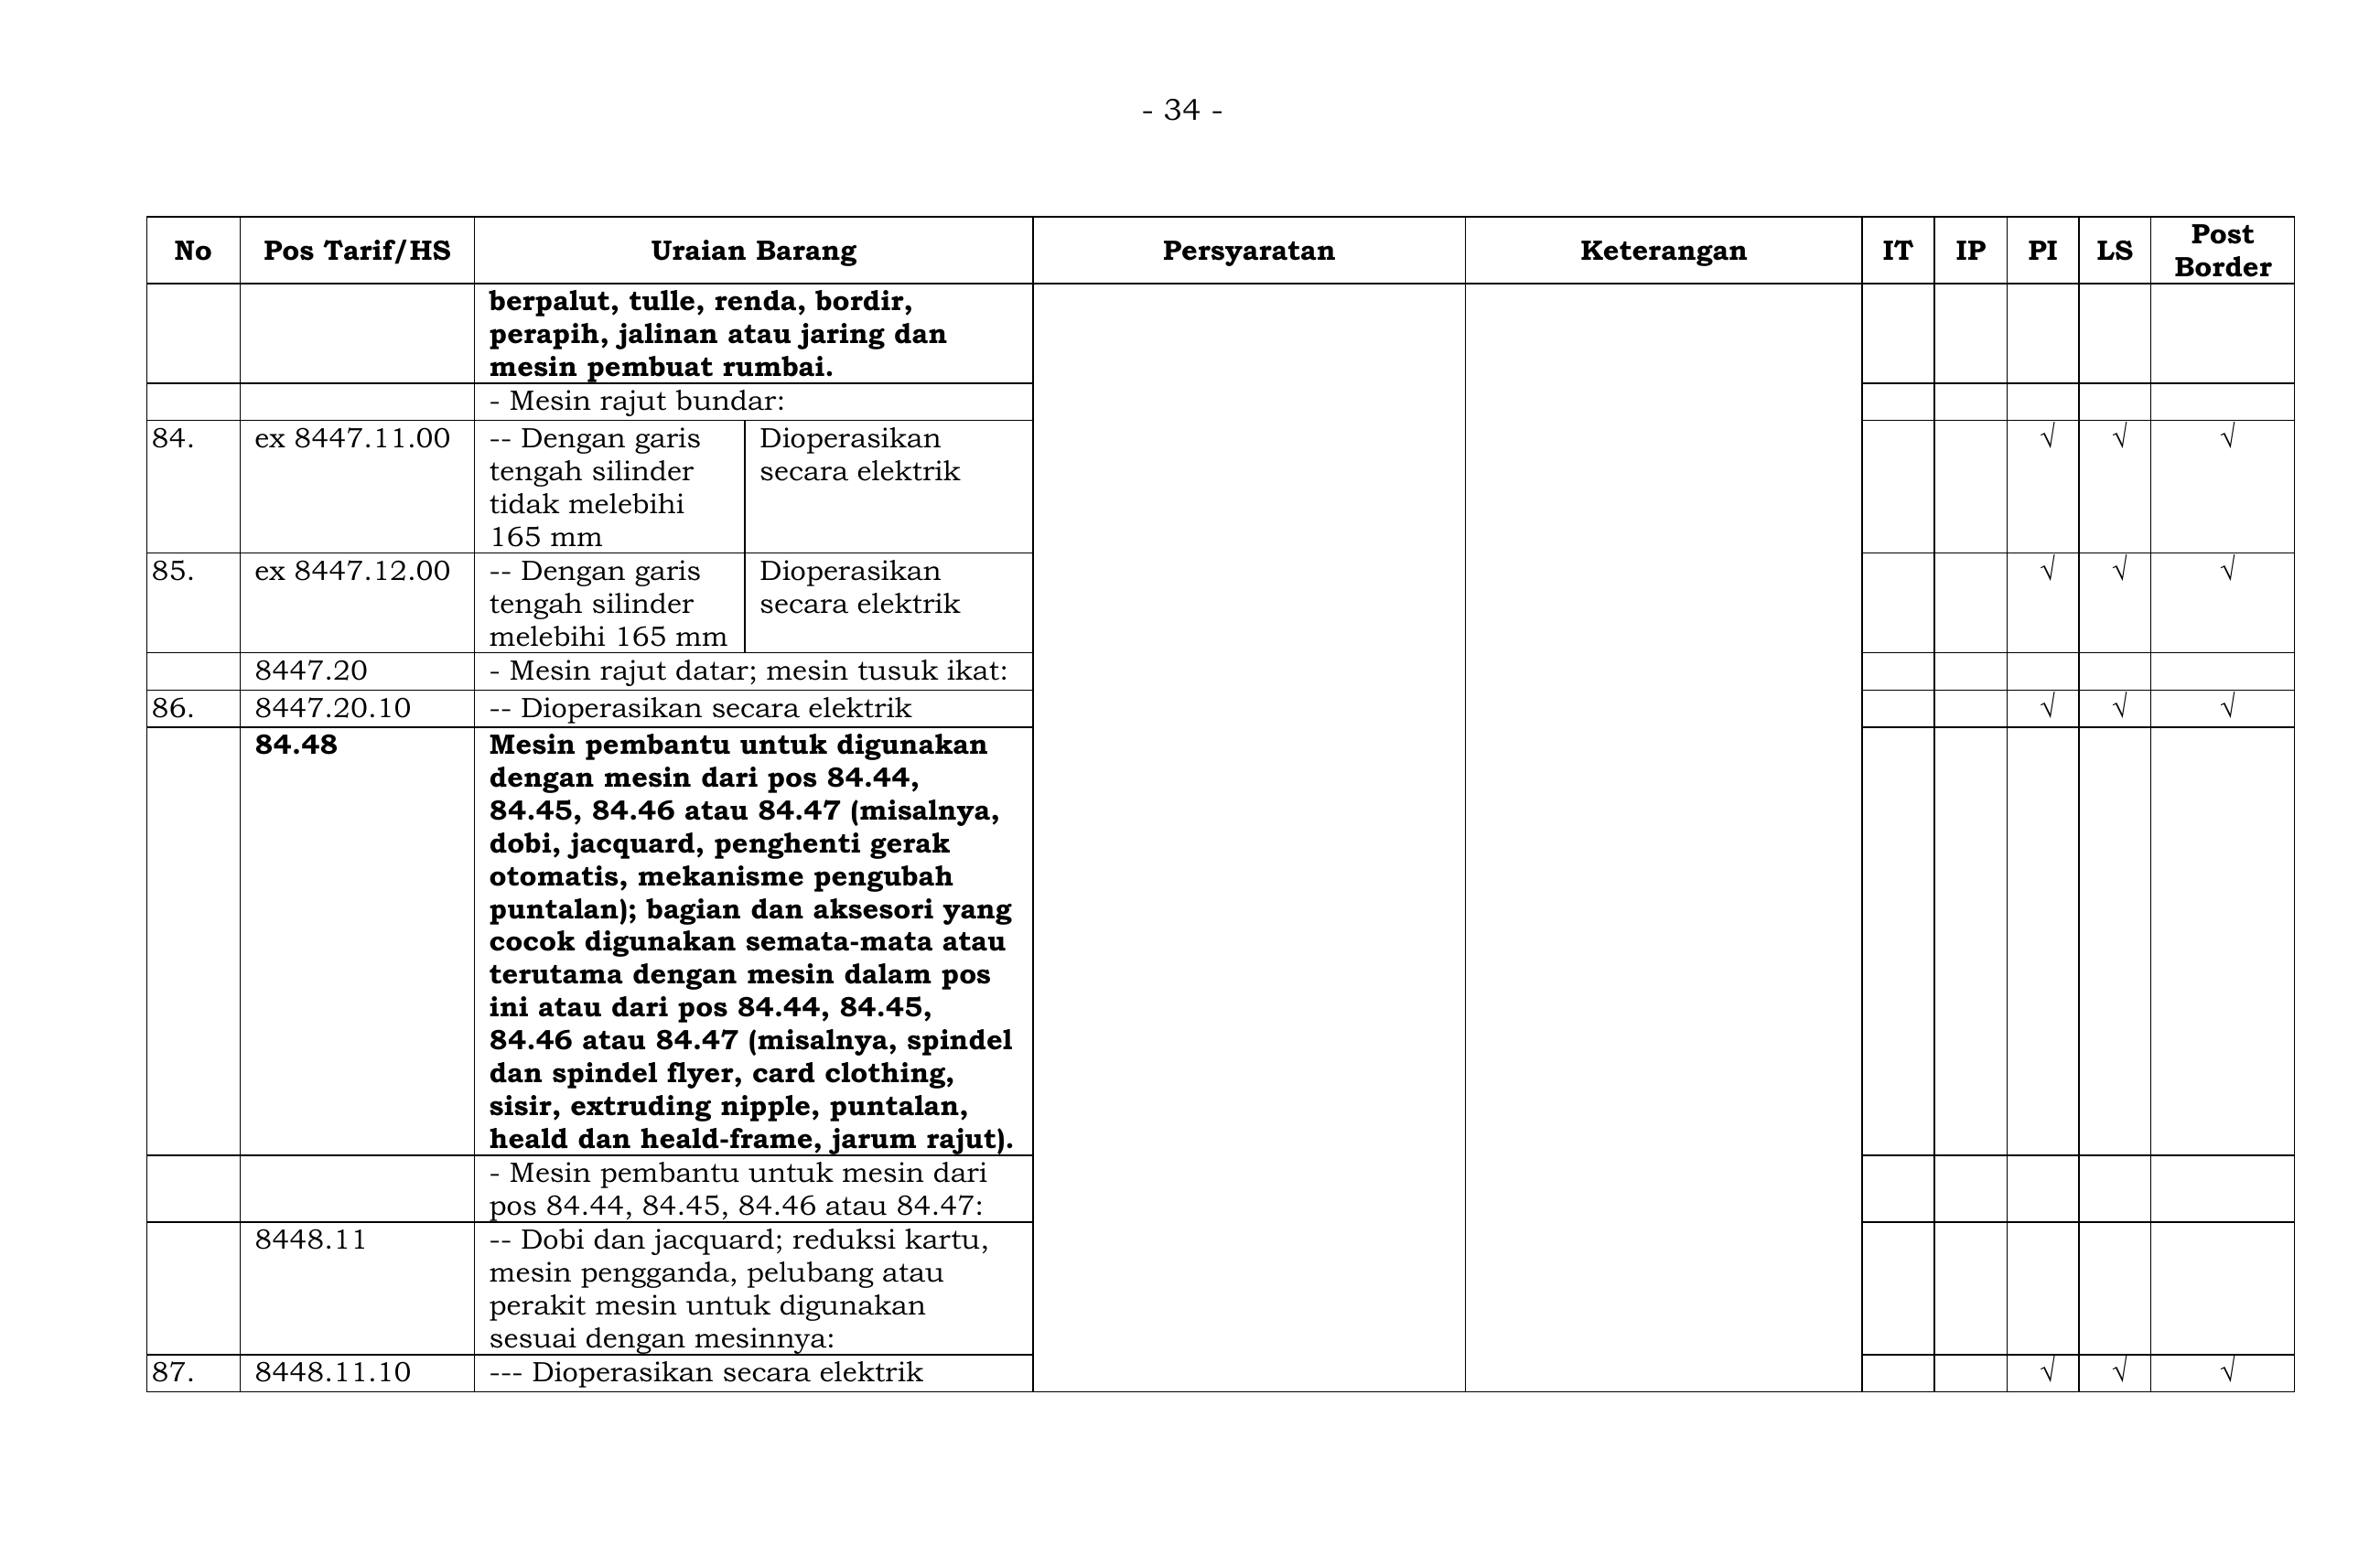 - 34 -
No Pos Tarif/HS Uraian Barang Persyaratan Keterangan IT IP PI LS Post Border
berpalut, tulle, renda, bordir,
perapih, jalinan atau jaring dan
mesin pembuat rumbai.
- Mesin rajut bundar:
84. ex 8447.11.00 -- Dengan garis Dioperasikan √ √ √
tengah silinder secara elektrik
tidak melebihi
165 mm
85. ex 8447.12.00 -- Dengan garis Dioperasikan √ √ √
tengah silinder secara elektrik
melebihi 165 mm
8447.20 - Mesin rajut datar; mesin tusuk ikat:
86. 8447.20.10 -- Dioperasikan secara elektrik √ √ √
84.48 Mesin pembantu untuk digunakan
dengan mesin dari pos 84.44,
84.45, 84.46 atau 84.47 (misalnya,
dobi, jacquard, penghenti gerak
otomatis, mekanisme pengubah
puntalan); bagian dan aksesori yang
cocok digunakan semata-mata atau
terutama dengan mesin dalam pos
ini atau dari pos 84.44, 84.45,
84.46 atau 84.47 (misalnya, spindel
dan spindel flyer, card clothing,
sisir, extruding nipple, puntalan,
heald dan heald-frame, jarum rajut).
- Mesin pembantu untuk mesin dari
pos 84.44, 84.45, 84.46 atau 84.47:
8448.11 -- Dobi dan jacquard; reduksi kartu,
mesin pengganda, pelubang atau
perakit mesin untuk digunakan
sesuai dengan mesinnya:
87. 8448.11.10 --- Dioperasikan secara elektrik √ √ √